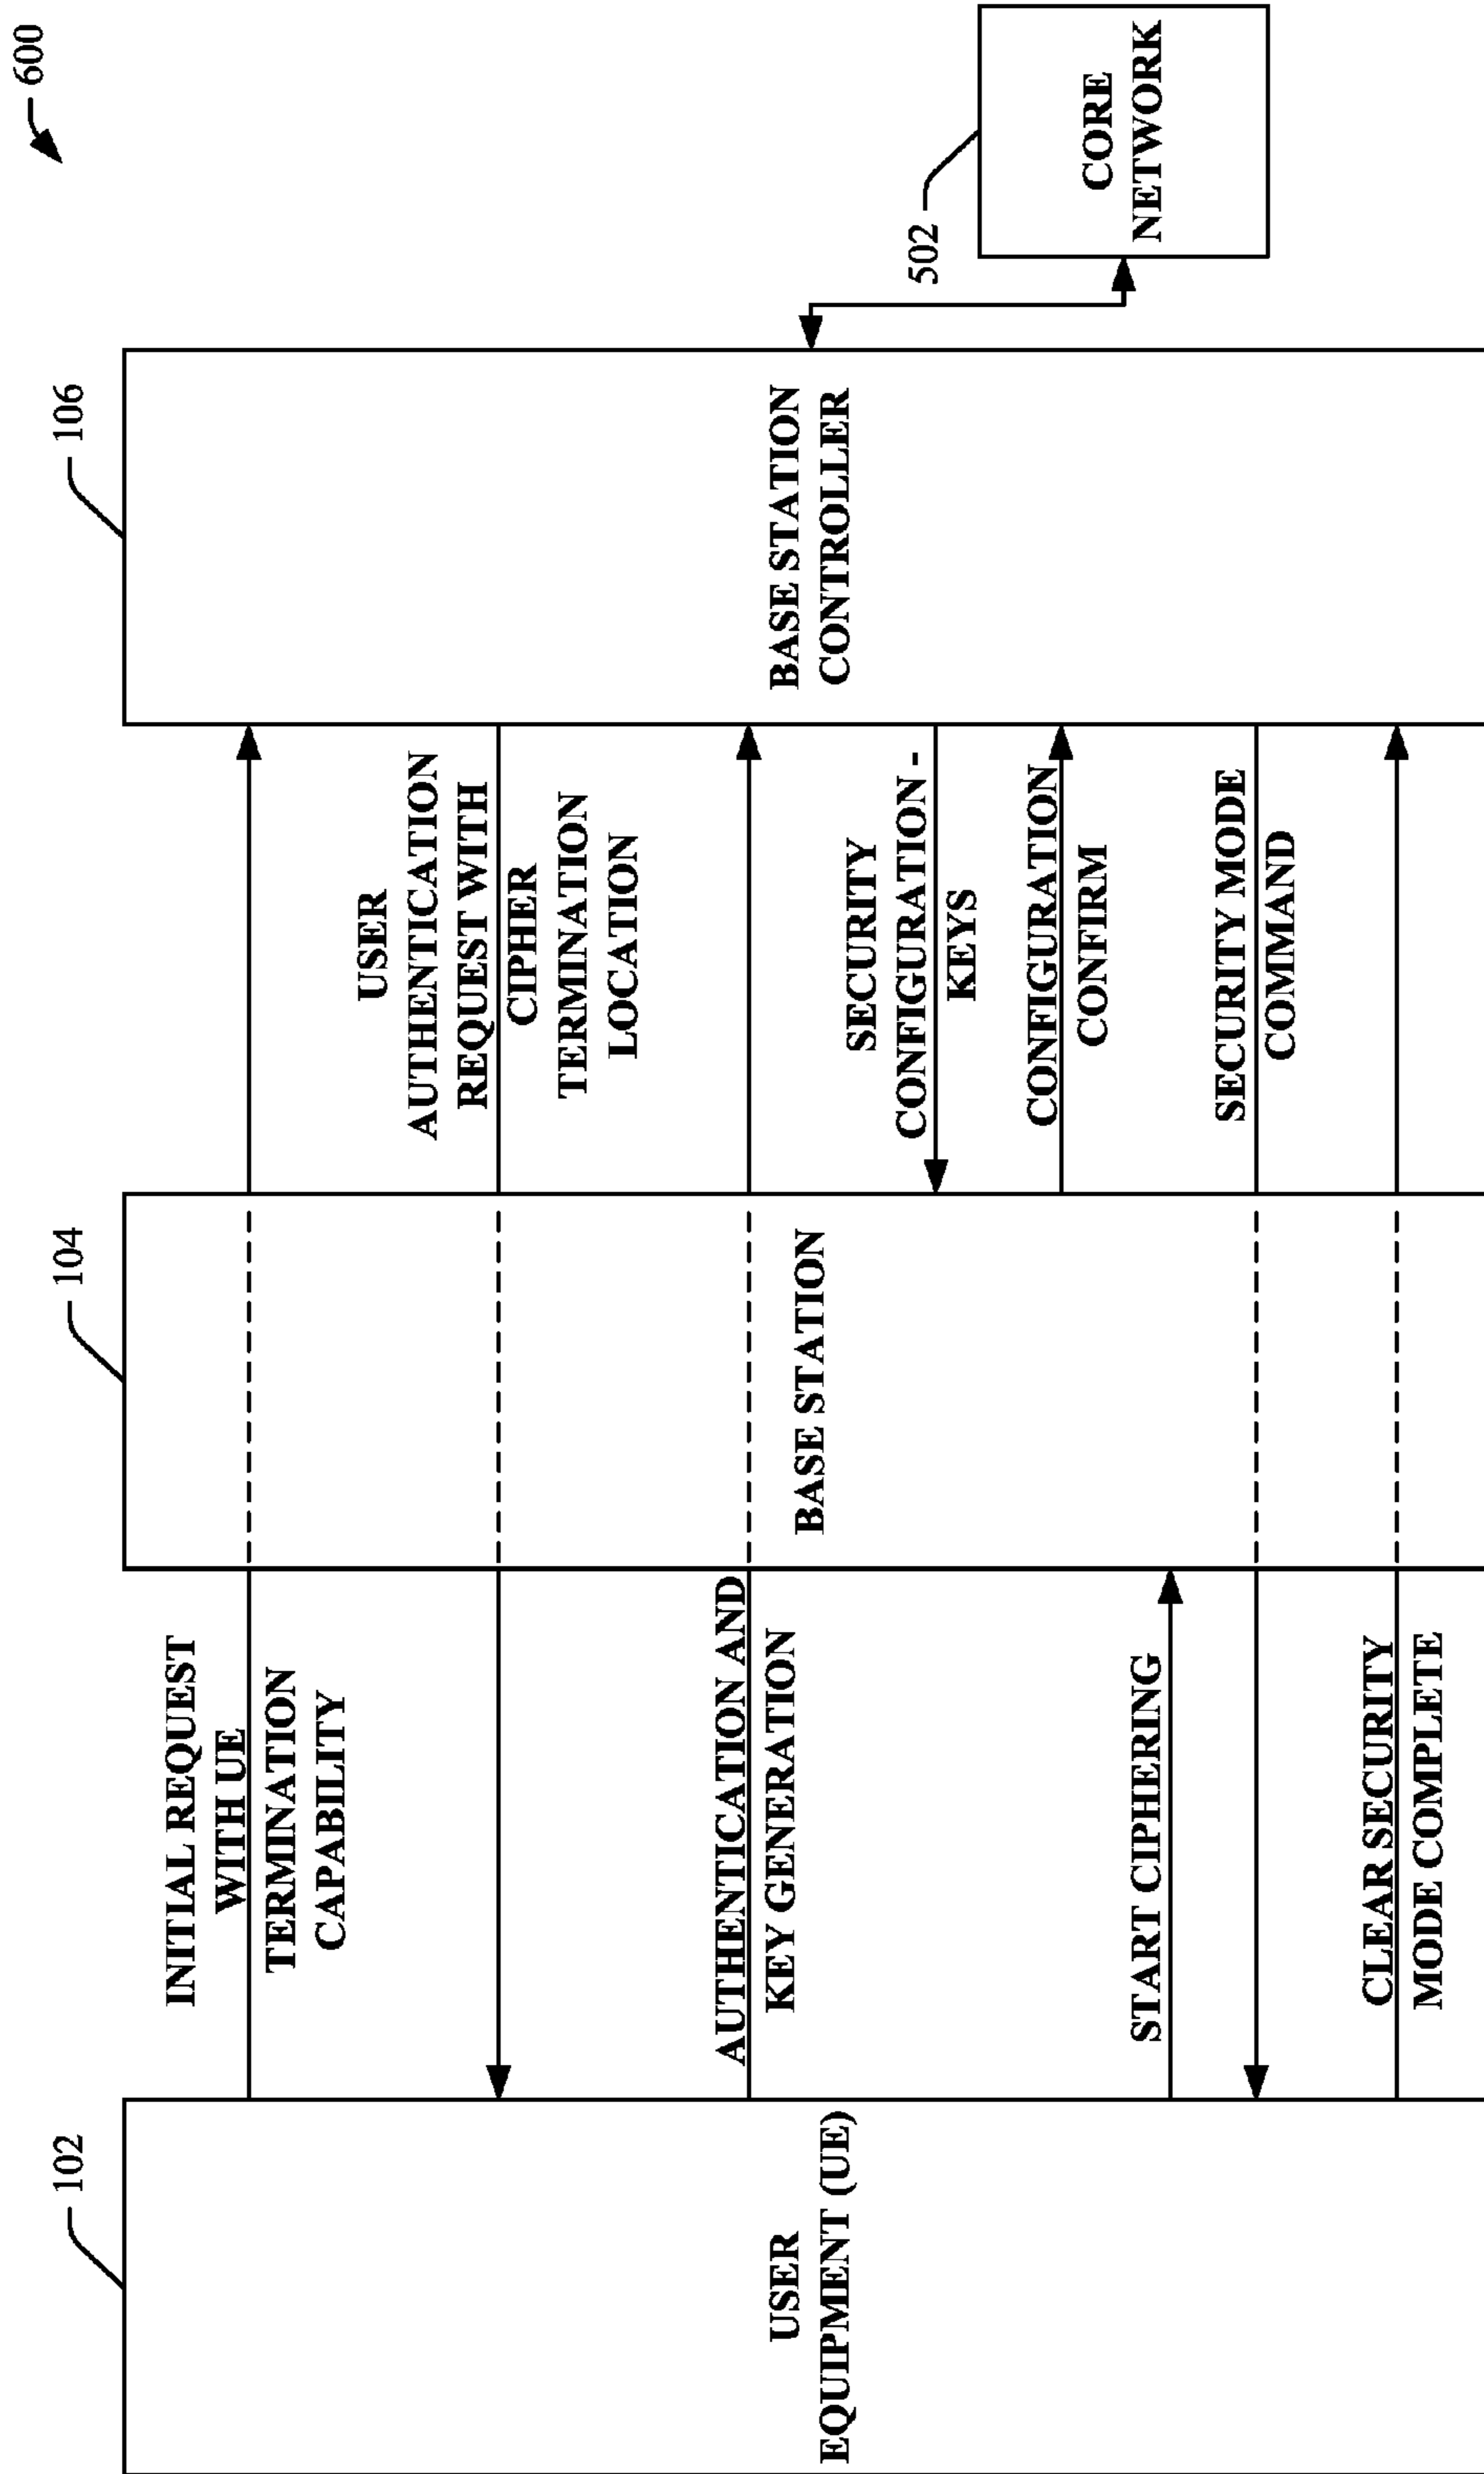 600
102
104
106
502
USER
EQUIPMENT (UE)
BASE STATION
BASE STATION
CONTROLLER
CORE
NETWORK
INITIAL REQUEST
WITH UE
TERMINATION
CAPABILITY
USER
AUTHENTICATION
REQUEST WITH
CIPHER
TERMINATION
LOCATION
AUTHENTICATION AND
KEY GENERATION
SECURITY
CONFIGURATION -
KEYS
CONFIGURATION
CONFIRM
START CIPHERING
SECURITY MODE
COMMAND
CLEAR SECURITY
MODE COMPLETE